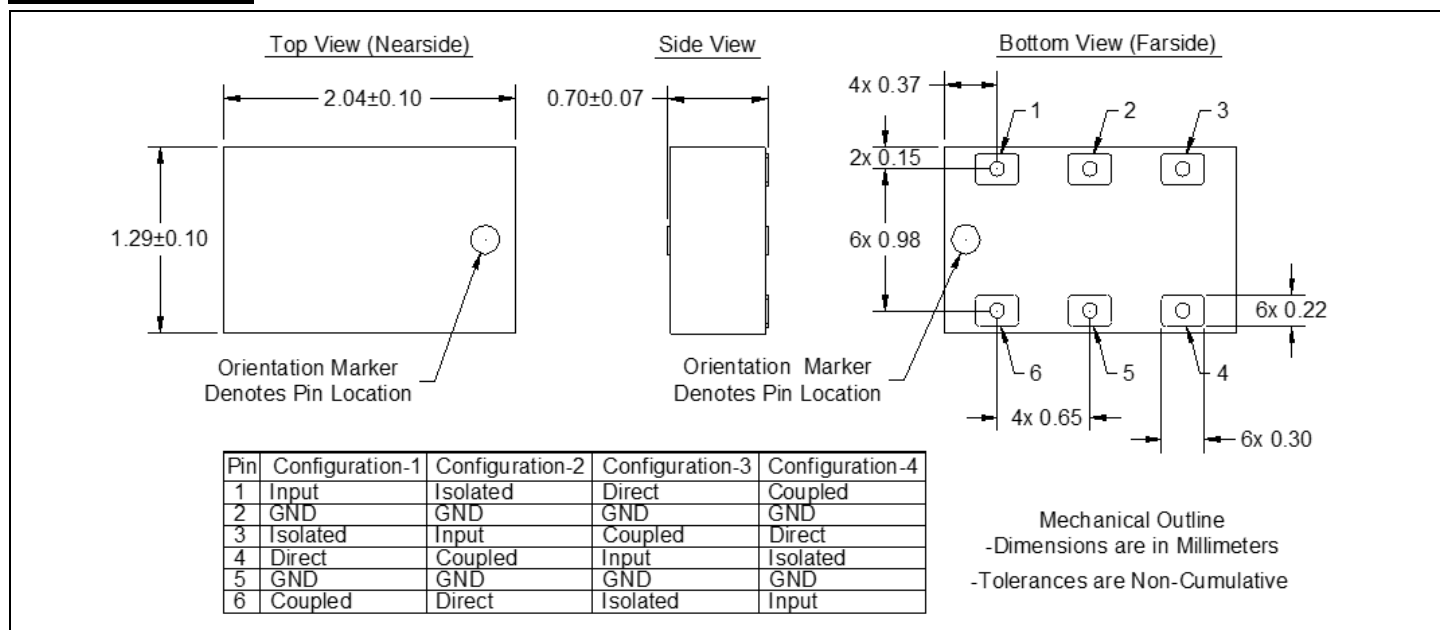 Top View (Nearside)
Side View
Bottom View (Farside)
2.04±0.10
0.70±0.07
4x 0.37
1
2
3
2x 0.15
1.29±0.10
6x 0.98
6x 0.22
Orientation Marker
Denotes Pin Location
Orientation Marker
Denotes Pin Location
6
5
4
4x 0.65
6x 0.30
Pin Configuration-1 Configuration-2 Configuration-3 Configuration-4
1 Input Isolated Direct Coupled
2 GND GND GND GND
3 Isolated Input Coupled Direct
4 Direct Coupled Input Isolated
5 GND GND GND GND
6 Coupled Direct Isolated Input
Mechanical Outline
-Dimensions are in Millimeters
-Tolerances are Non-Cumulative